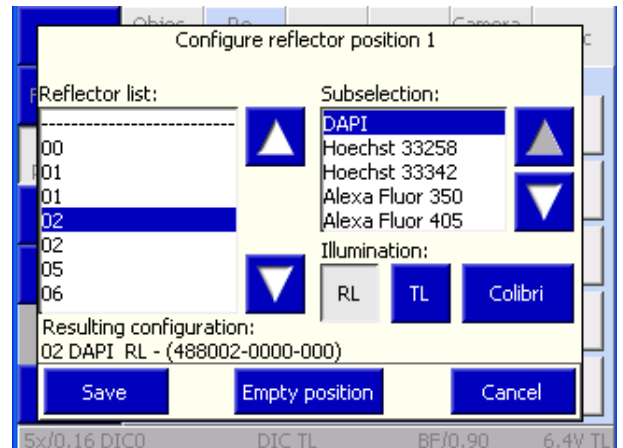 Configure reflector position 1
Reflector list:
--------------------
00
01
01
02
02
05
06
Subselection:
DAPI
Hoechst 33258
Hoechst 33342
Alexa Fluor 350
Alexa Fluor 405
Illumination:
RL TL Colibri
Resulting configuration:
02 DAPI RL - (488002-0000-000)
Save Empty position Cancel
5x/0.16 DIC0 DIC TL BF/0,90 6.4V TL